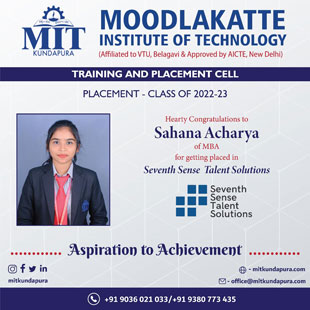 MIT
KUNDAPURA
MOODLAKATTE
INSTITUTE OF TECHNOLOGY
(Affiliated to VTU, Belagavi & Approved by AICTE, New Delhi)
TRAINING AND PLACEMENT CELL
PLACEMENT - CLASS OF 2022-23
Hearty Congratulations to
Sahana Acharya
of MBA
for getting placed in
Seventh Sense Talent Solutions
Seventh
Sense
Talent
Solutions
Aspiration to Achievement
mitkundapura
- mitkundapura.com
- office@mitkundapura.com
+91 9036 021 033/+91 9380 773 435